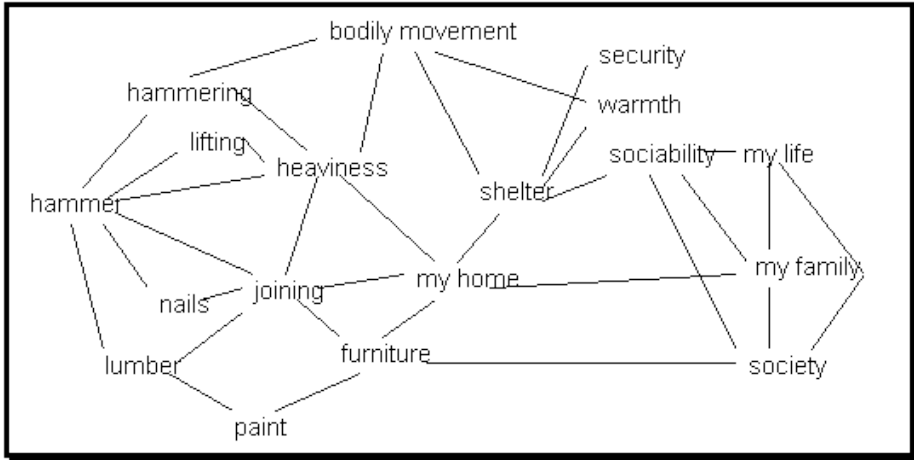 bodily movement
security
hammering
warmth
lifting
heaviness
sociability
my life
hammer
shelter
nails
joining
my home
my family
lumber
furniture
society
paint